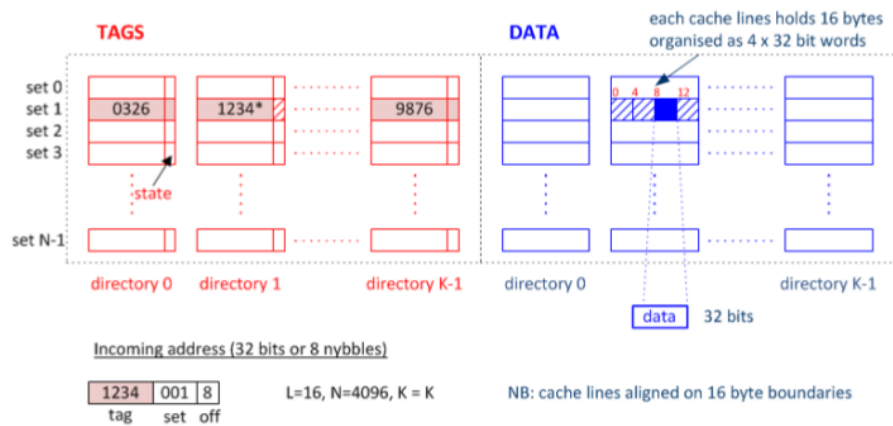 each cache lines holds 16 bytes
organised as 4 x 32 bit words
TAGS
DATA
set 0
0 4 8 12
set 1
0326
1234*
9876
set 2
set 3
state
set N-1
directory 0
directory 1
directory K-1
directory 0
directory K-1
data
32 bits
Incoming address (32 bits or 8 nybbles)
1234 001 8
tag set off
L=16, N=4096, K = K
NB: cache lines aligned on 16 byte boundaries